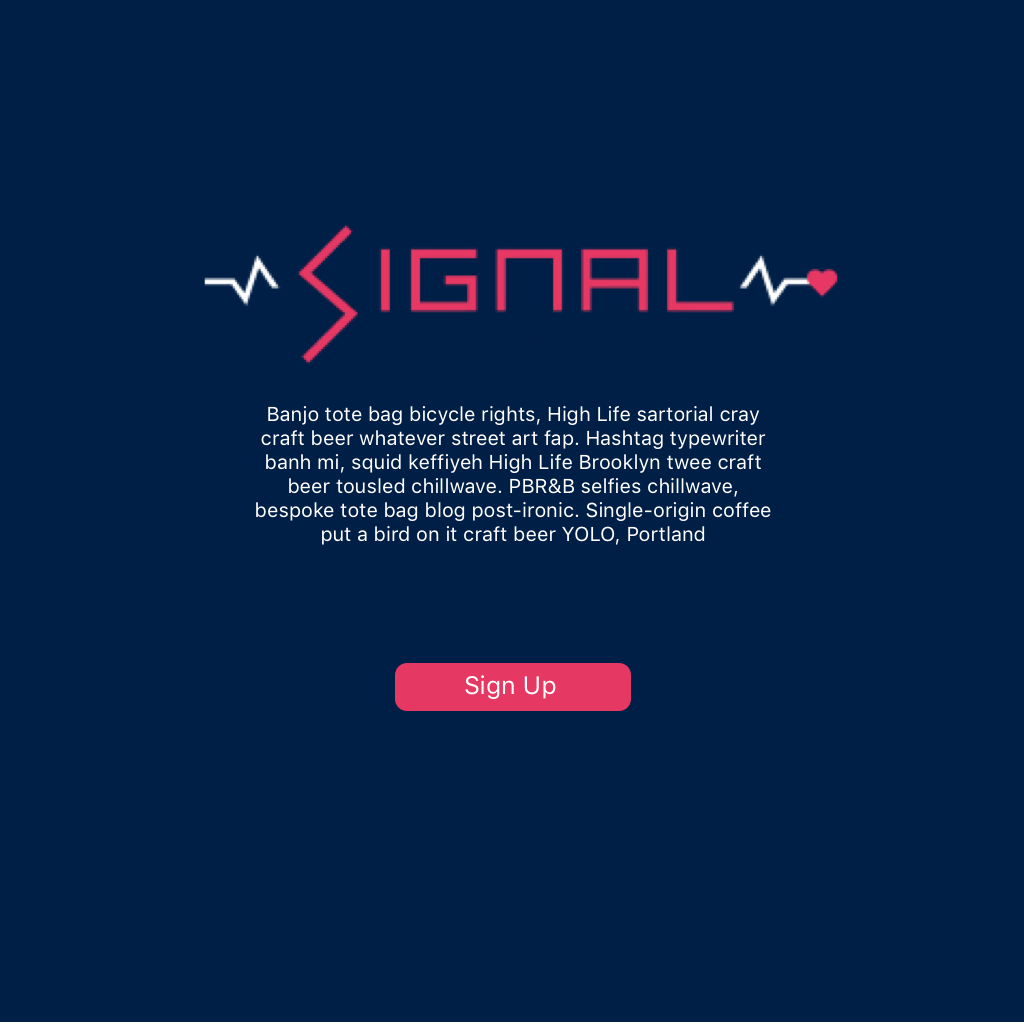 SIGNAL
Banjo tote bag bicycle rights, High Life sartorial cray
craft beer whatever street art fap. Hashtag typewriter
banh mi, squid keffiyeh High Life Brooklyn twee craft
beer tousled chillwave. PBR&B selfies chillwave,
bespoke tote bag blog post-ironic. Single-origin coffee
put a bird on it craft beer YOLO, Portland
Sign Up